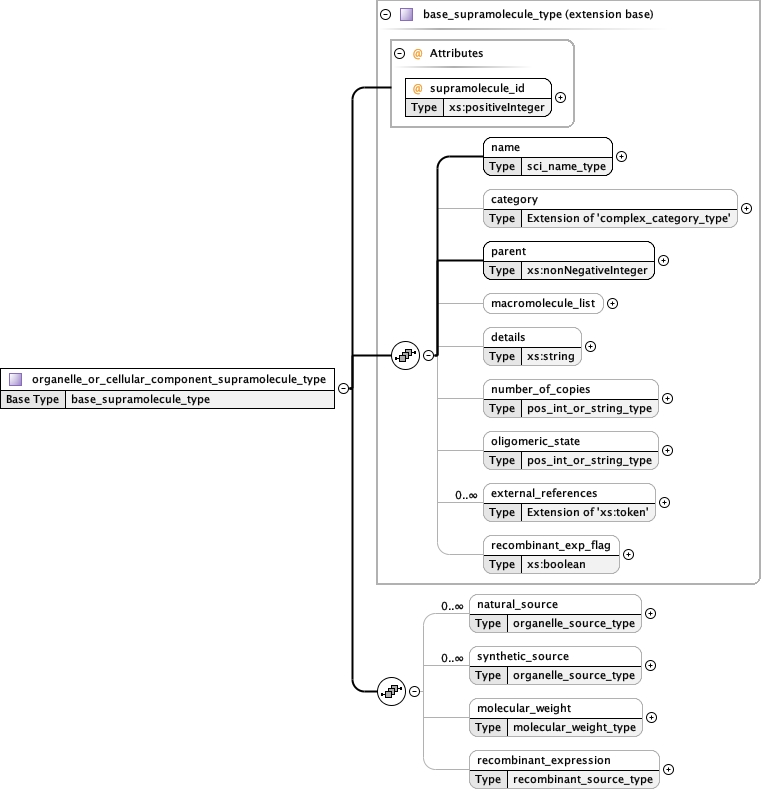 base_supramolecule_type (extension base)
@ Attributes
@ supramolecule_id
Type xs:positiveInteger
name
Type sci_name_type
category
Type Extension of 'complex_category_type'
parent
Type xs:nonNegativeInteger
macromolecule_list
details
Type xs:string
organelle_or_cellular_component_supramolecule_type
Base Type base_supramolecule_type
number_of_copies
Type pos_int_or_string_type
oligomeric_state
Type pos_int_or_string_type
0..∞ external_references
Type Extension of 'xs:token'
recombinant_exp_flag
Type xs:boolean
0..∞ natural_source
Type organelle_source_type
0..∞ synthetic_source
Type organelle_source_type
molecular_weight
Type molecular_weight_type
recombinant_expression
Type recombinant_source_type